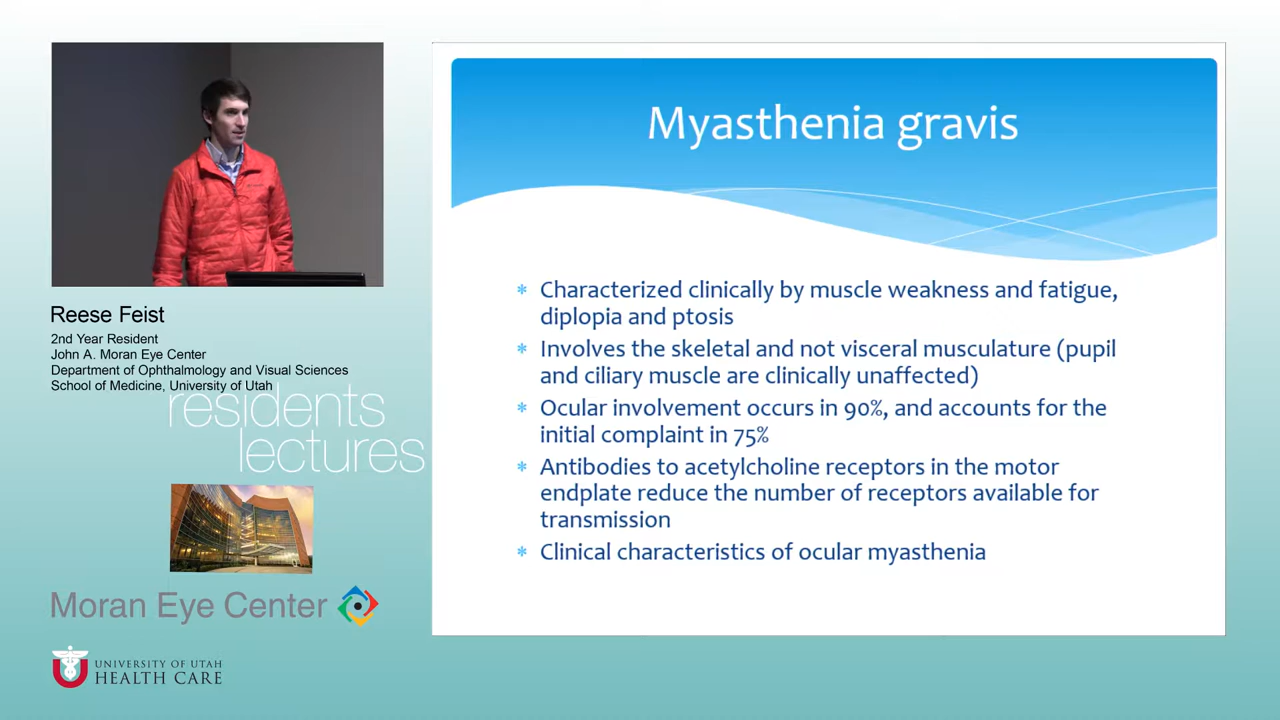 Reese Feist
2nd Year Resident
John A. Moran Eye Center
Department of Ophthalmology and Visual Sciences
School of Medicine, University of Utah
residents
lectures
Moran Eye Center
UNIVERSITY OF UTAH
HEALTH CARE
Myasthenia gravis
* Characterized clinically by muscle weakness and fatigue,
diplopia and ptosis
* Involves the skeletal and not visceral musculature (pupil
and ciliary muscle are clinically unaffected)
* Ocular involvement occurs in 90%, and accounts for the
initial complaint in 75%
* Antibodies to acetylcholine receptors in the motor
endplate reduce the number of receptors available for
transmission
* Clinical characteristics of ocular myasthenia